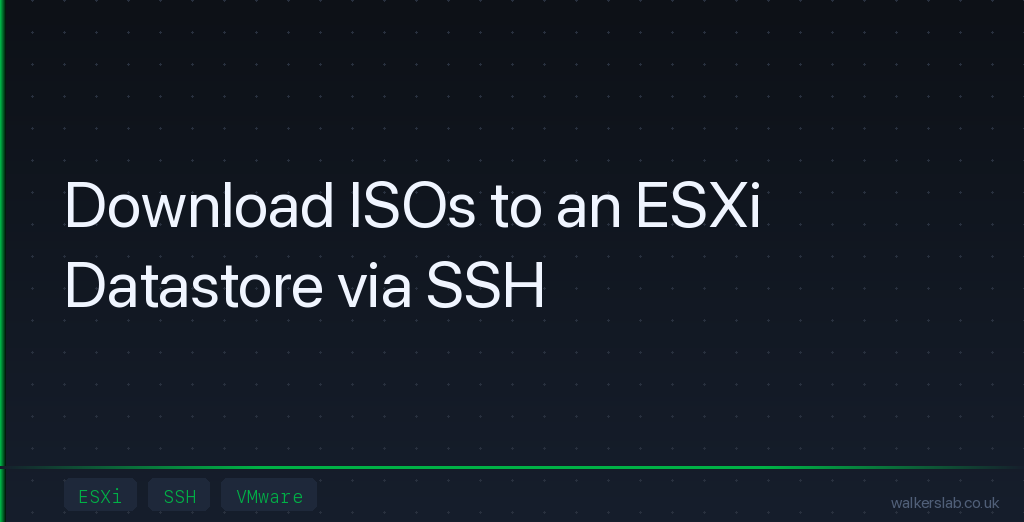 Download ISOs to an ESXi
Datastore via SSH
ESXi SSH VMware
walkerslab.co.uk